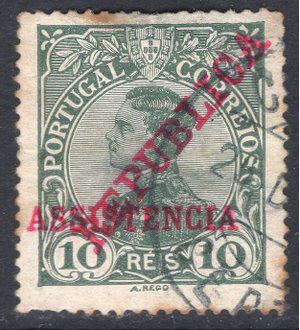 PORTUGAL CORREIOS
REPUBLICA
ASSISTENCIA
10 RÉIS 10
A. REGO